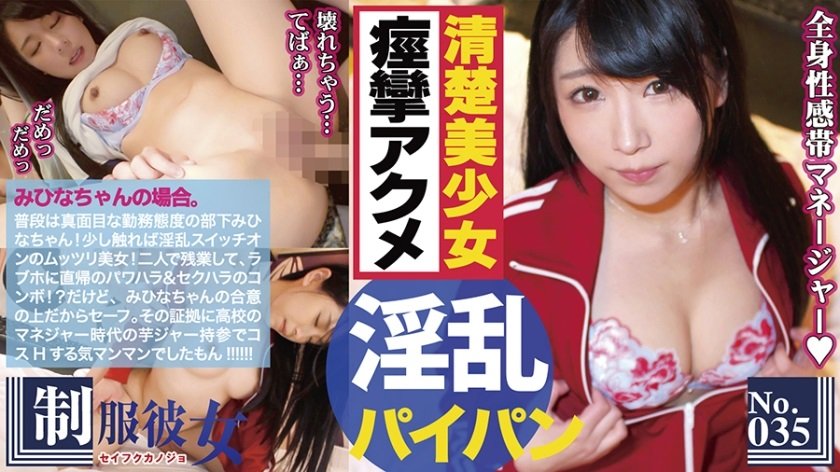 壊れちゃう…
てばぁ…
だめっ
だめっ
みひなちゃんの場合。
普段は真面目な勤務態度の部下みひ
なちゃん！少し触れば淫乱スイッチオ
ンのムッツリ美女！二人で残業して、ラ
ブホに直帰のパワハラ&セクハラのコ
ンボ！？だけど、みひなちゃんの合意
の上だからセーフ。その証拠に高校の
マネジャー時代の芋ジャー持参でコ
スＨする気マンマンでしたもん!!!!!!
制服彼女
セイフクカノジョ
清楚美少女
痙攣アクメ
淫乱
パイパン
全身性感帯マネージャー♥
No.
035